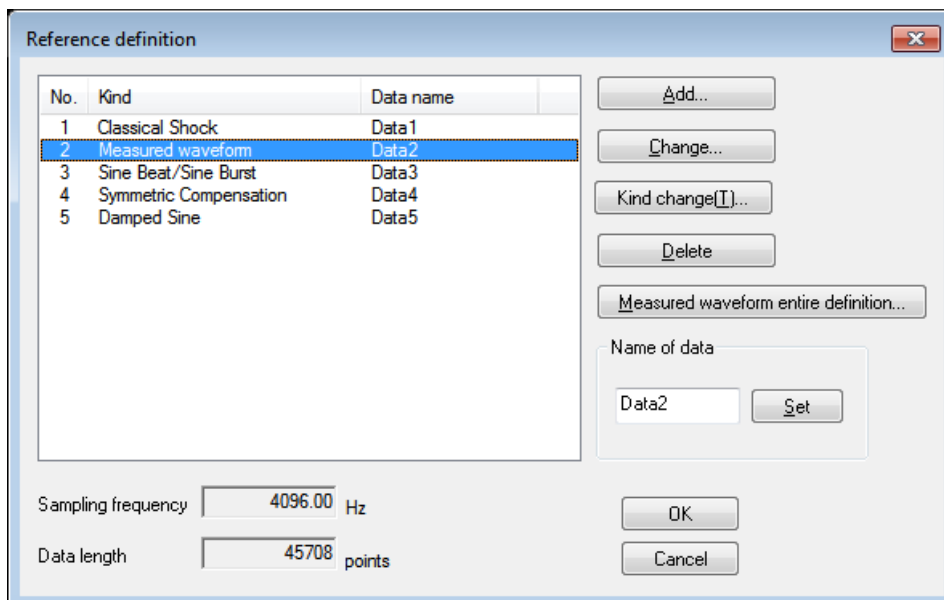 Reference definition
No. Kind Data name
1 Classical Shock Data1
2 Measured waveform Data2
3 Sine Beat/Sine Burst Data3
4 Symmetric Compensation Data4
5 Damped Sine Data5
Add...
Change...
Kind change(T)...
Delete
Measured waveform entire definition...
Name of data
Data2 Set
Sampling frequency 4096.00 Hz
Data length 45708 points
OK
Cancel